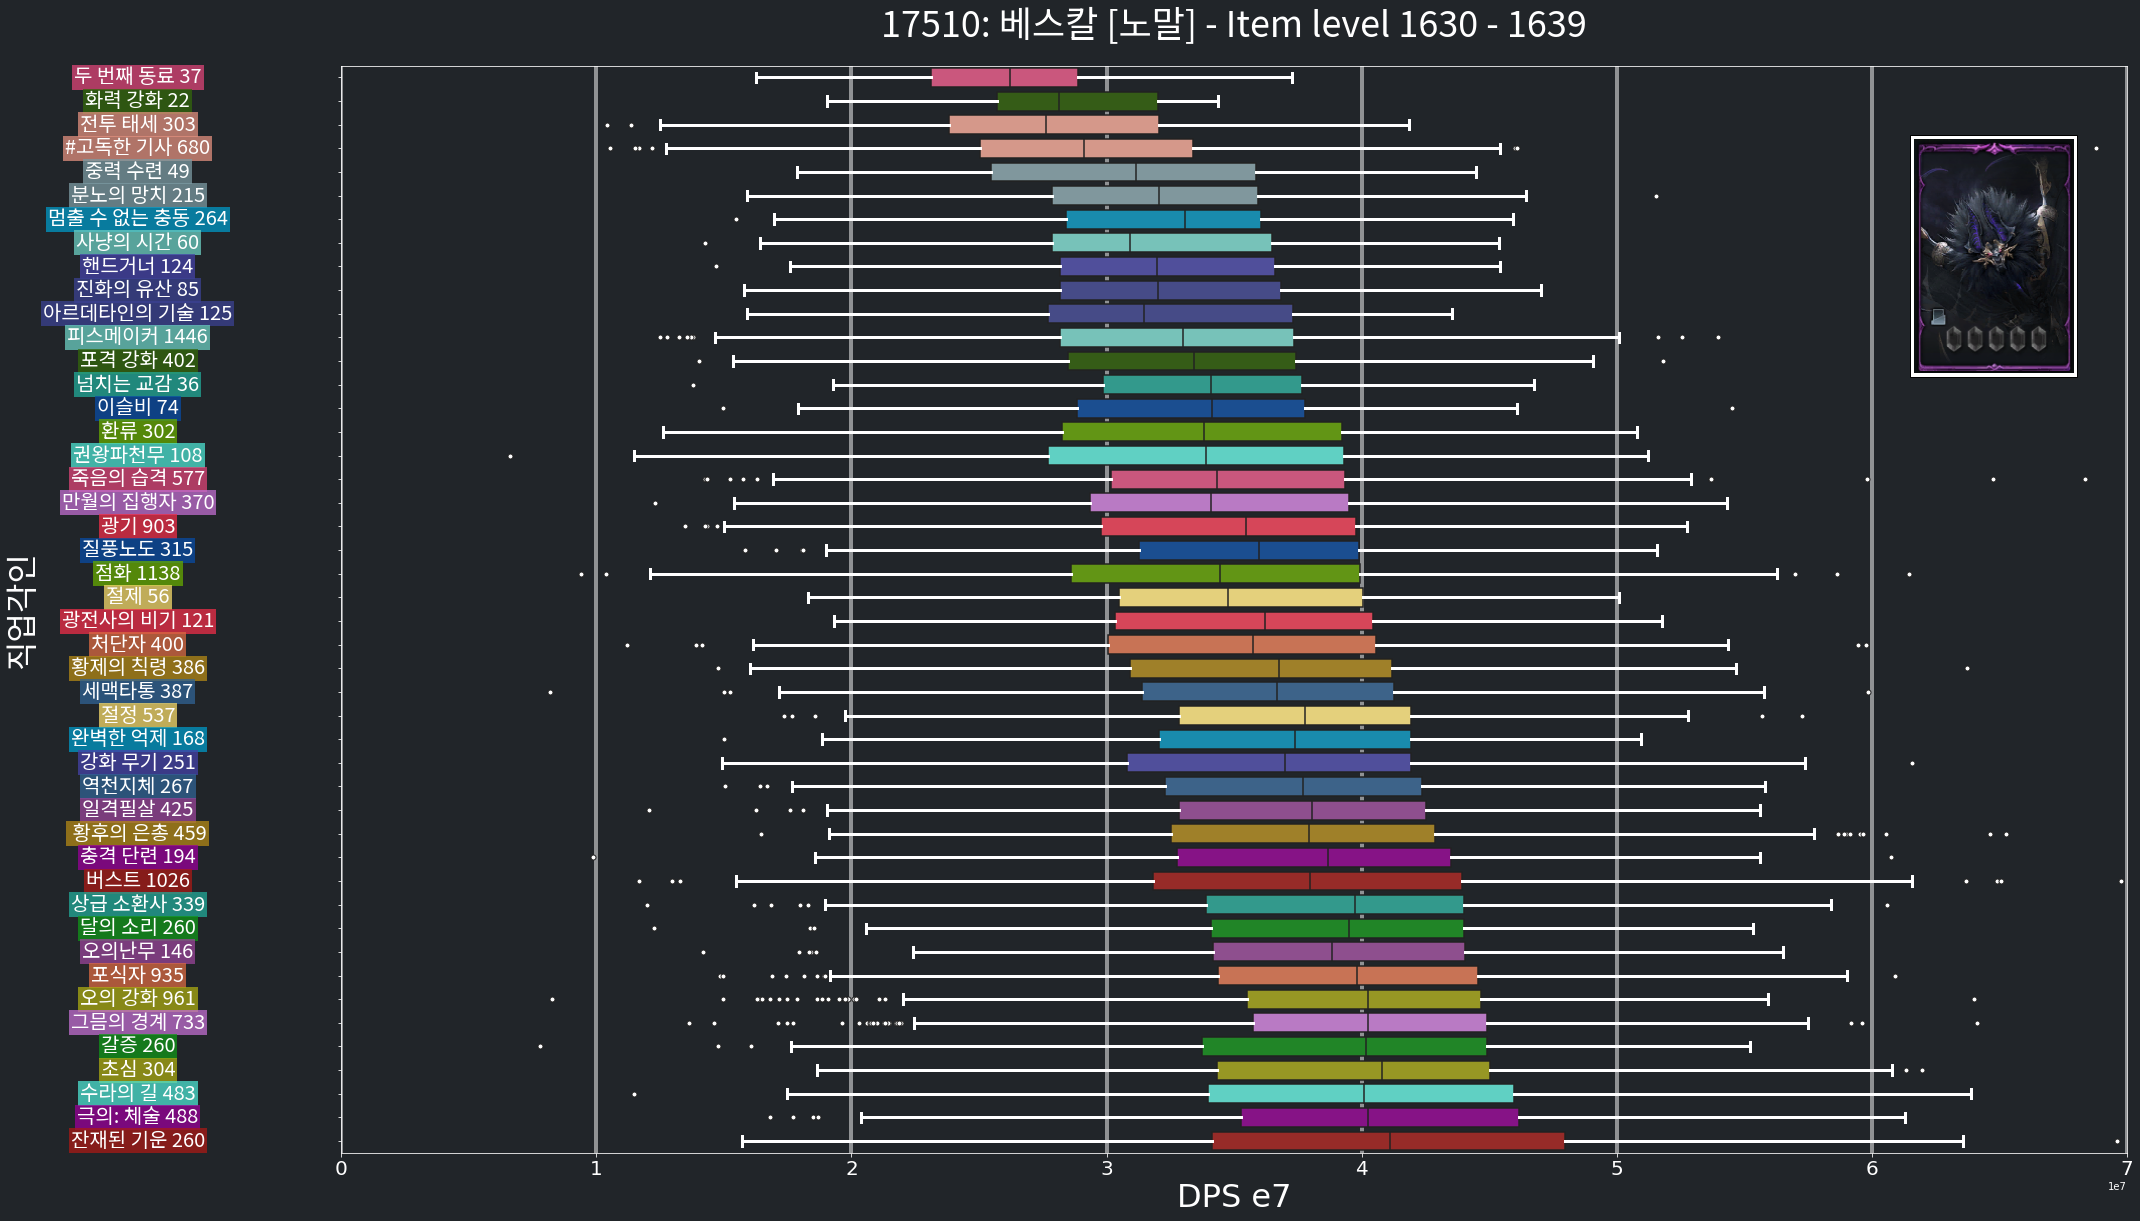 17510: 베스칼 [노말] - Item level 1630 - 1639
두 번째 동료 37
화력 강화 22
전투 태세 303
#고독한 기사 680
중력 수련 49
분노의 망치 215
멈출 수 없는 충동 264
사냥의 시간 60
핸드거너 124
진화의 유산 85
아르데타인의 기술 125
피스메이커 1446
포격 강화 402
넘치는 교감 36
이슬비 74
환류 302
권왕파천무 108
죽음의 습격 577
만월의 집행자 370
광기 903
질풍노도 315
점화 1138
절제 56
광전사의 비기 121
처단자 400
황제의 칙령 386
세맥타통 387
절정 537
완벽한 억제 168
강화 무기 251
역천지체 267
일격필살 425
황후의 은총 459
충격 단련 194
버스트 1026
상급 소환사 339
달의 소리 260
오의난무 146
포식자 935
오의 강화 961
그믐의 경계 733
갈증 260
초심 304
수라의 길 483
극의: 체술 488
잔재된 기운 260
직업각인
0 1 2 3 4 5 6 7
1e7
DPS e7